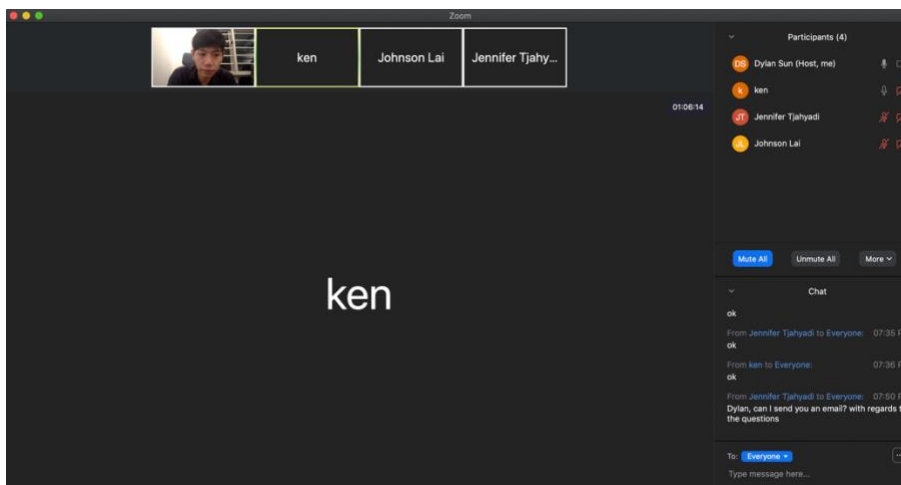 Zoom
ken
Johnson Lai
Jennifer Tjahy...
01:06:14
ken
Participants (4)
DS Dylan Sun (Host, me)
k ken
JT Jennifer Tjahyadi
JL Johnson Lai
Mute All Unmute All More
Chat
ok
From Jennifer Tjahyadi to Everyone: 07:35 P
ok
From ken to Everyone: 07:36 P
ok
From Jennifer Tjahyadi to Everyone: 07:50 P
Dylan, can I send you an email? with regards t
the questions
To: Everyone
Type message here...